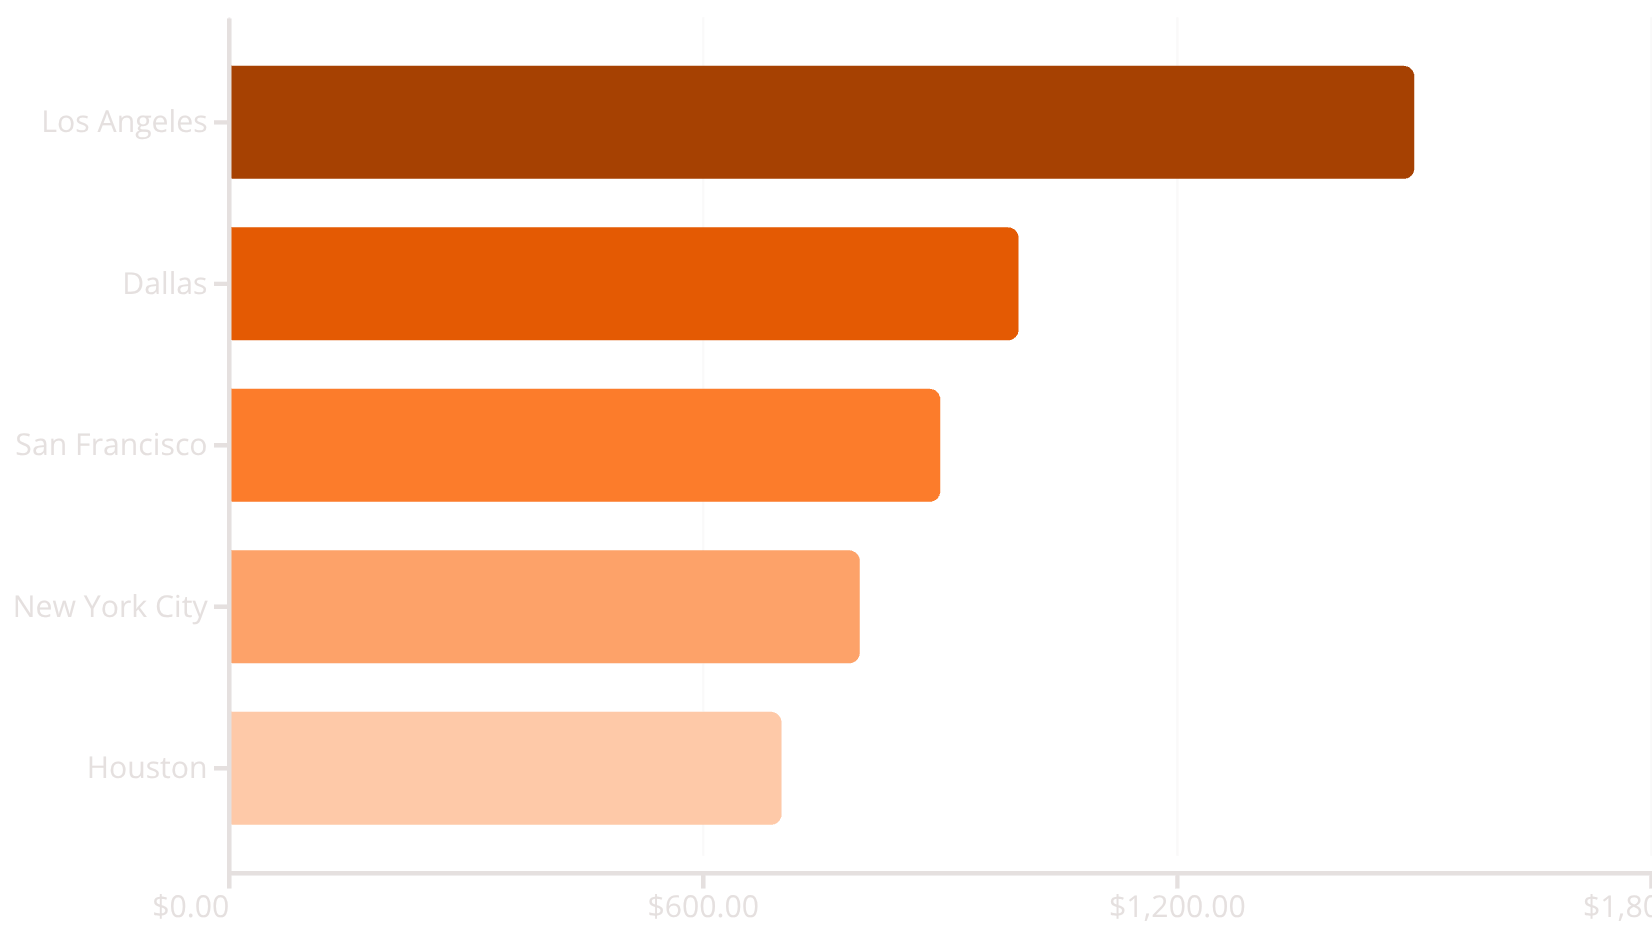 Los Angeles
Dallas
San Francisco
New York City
Houston
$0.00 $600.00 $1,200.00